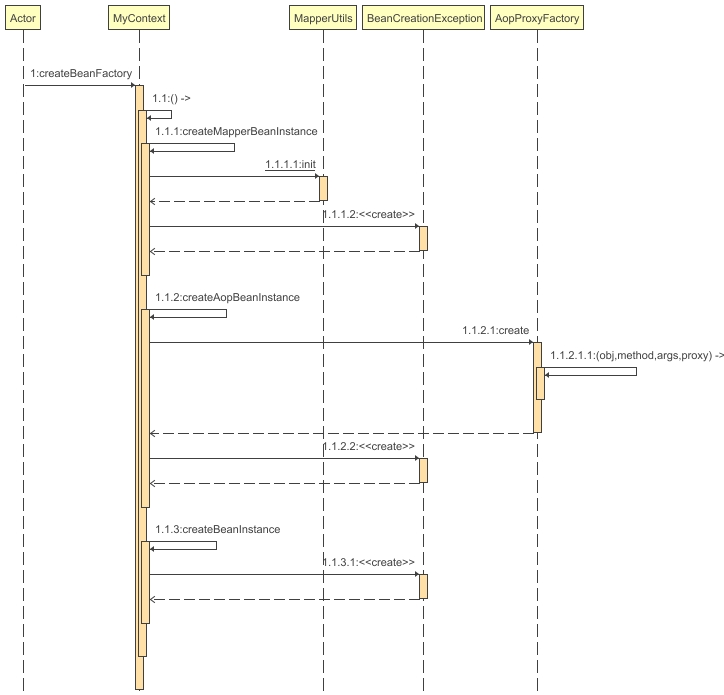 Actor
MyContext
MapperUtils
BeanCreationException
AopProxyFactory
1:createBeanFactory
1.1:() ->
1.1.1:createMapperBeanInstance
1.1.1.1:init
1.1.1.2:<<create>>
1.1.2:createAopBeanInstance
1.1.2.1:create
1.1.2.1.1:(obj,method,args,proxy) ->
1.1.2.2:<<create>>
1.1.3:createBeanInstance
1.1.3.1:<<create>>